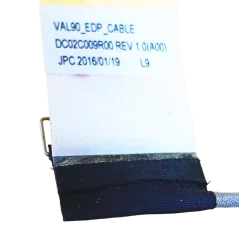 VAL90_EDP_CABLE
DC02C009R00 REV 1.0(A00)
JPC 2016/01/19 L9